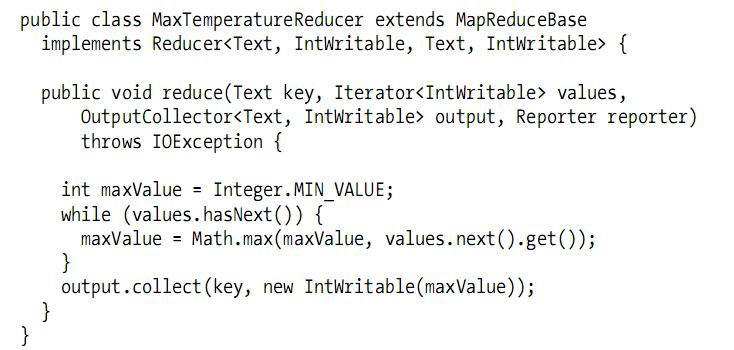 public class MaxTemperatureReducer extends MapReduceBase
  implements Reducer<Text, IntWritable, Text, IntWritable> {

  public void reduce(Text key, Iterator<IntWritable> values,
      OutputCollector<Text, IntWritable> output, Reporter reporter)
      throws IOException {

    int maxValue = Integer.MIN_VALUE;
    while (values.hasNext()) {
      maxValue = Math.max(maxValue, values.next().get());
    }
    output.collect(key, new IntWritable(maxValue));
  }
}